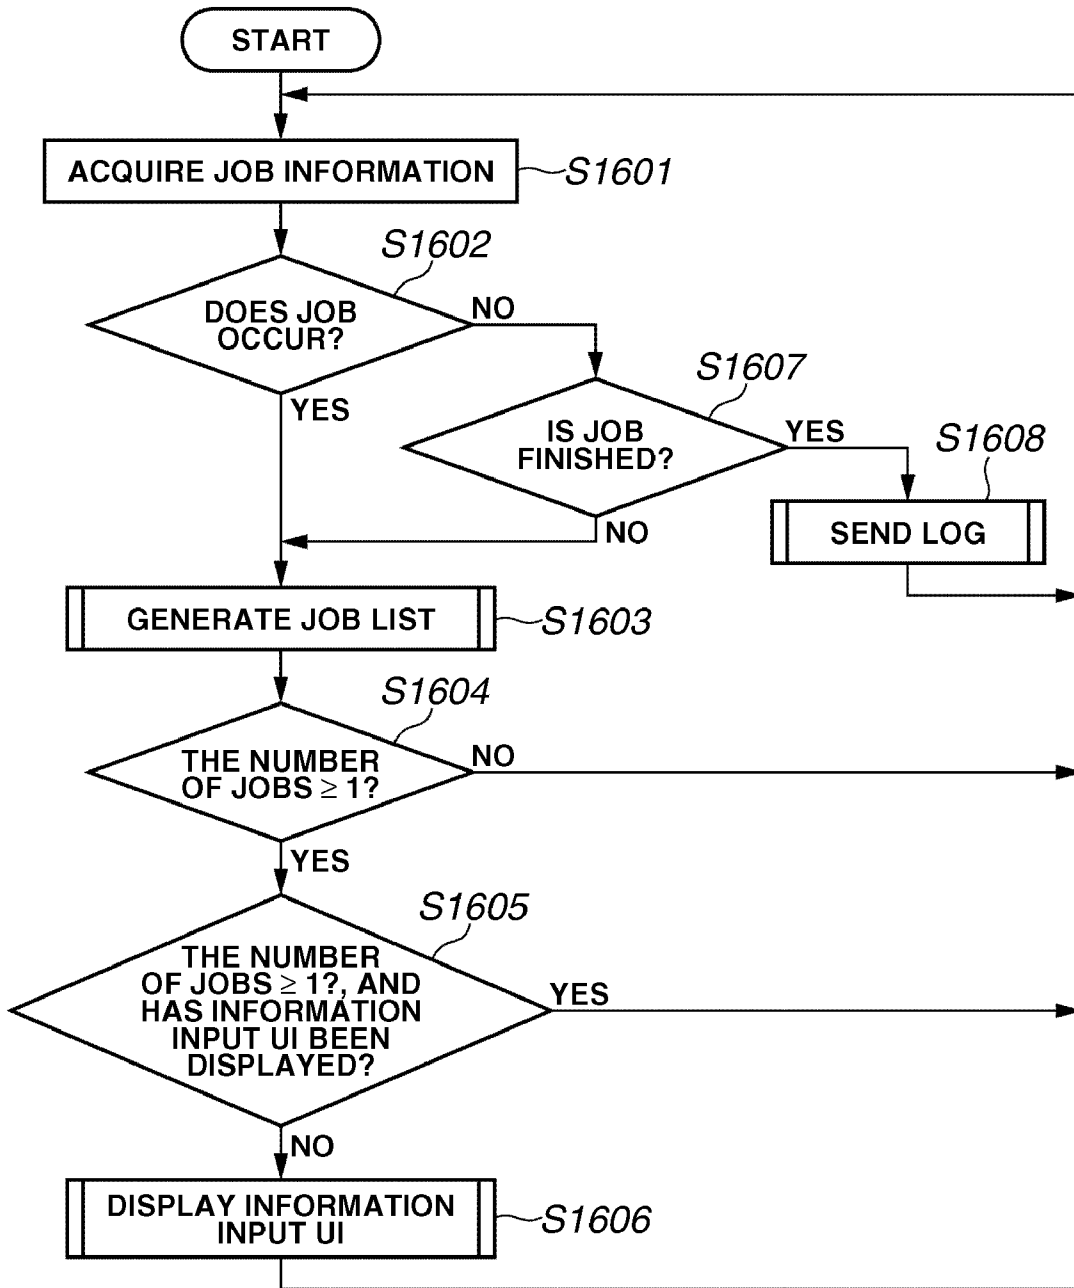 START
ACQUIRE JOB INFORMATION
S1601
S1602
DOES JOB
OCCUR?
NO
YES
S1607
IS JOB
FINISHED?
YES
NO
S1608
SEND LOG
GENERATE JOB LIST
S1603
S1604
THE NUMBER
OF JOBS ≥ 1?
NO
YES
S1605
THE NUMBER
OF JOBS ≥ 1?, AND
HAS INFORMATION
INPUT UI BEEN
DISPLAYED?
YES
NO
DISPLAY INFORMATION
INPUT UI
S1606